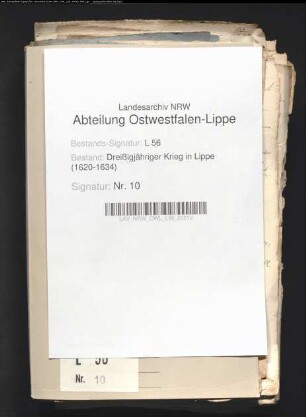 Landesarchiv NRW
Abteilung Ostwestfalen-Lippe
Bestands-Signatur: L 56
Bestand: Dreißigjähriger Krieg in Lippe
(1620-1634)
Signatur: Nr. 10
L 56
Nr. 10